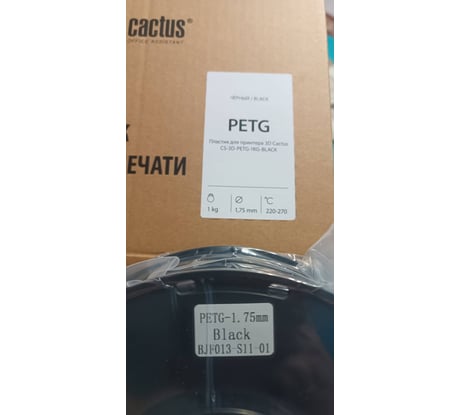 cactus®
OFFICE ASSISTANT
ЧЕРНЫЙ / BLACK
PETG
Пластик для принтера 3D Cactus
CS-3D-PETG-1KG-BLACK
К
ЕЧАТИ
1 kg
1,75 mm
°C
220-270
PETG-1.75mm
Black
BJF013-S11-01